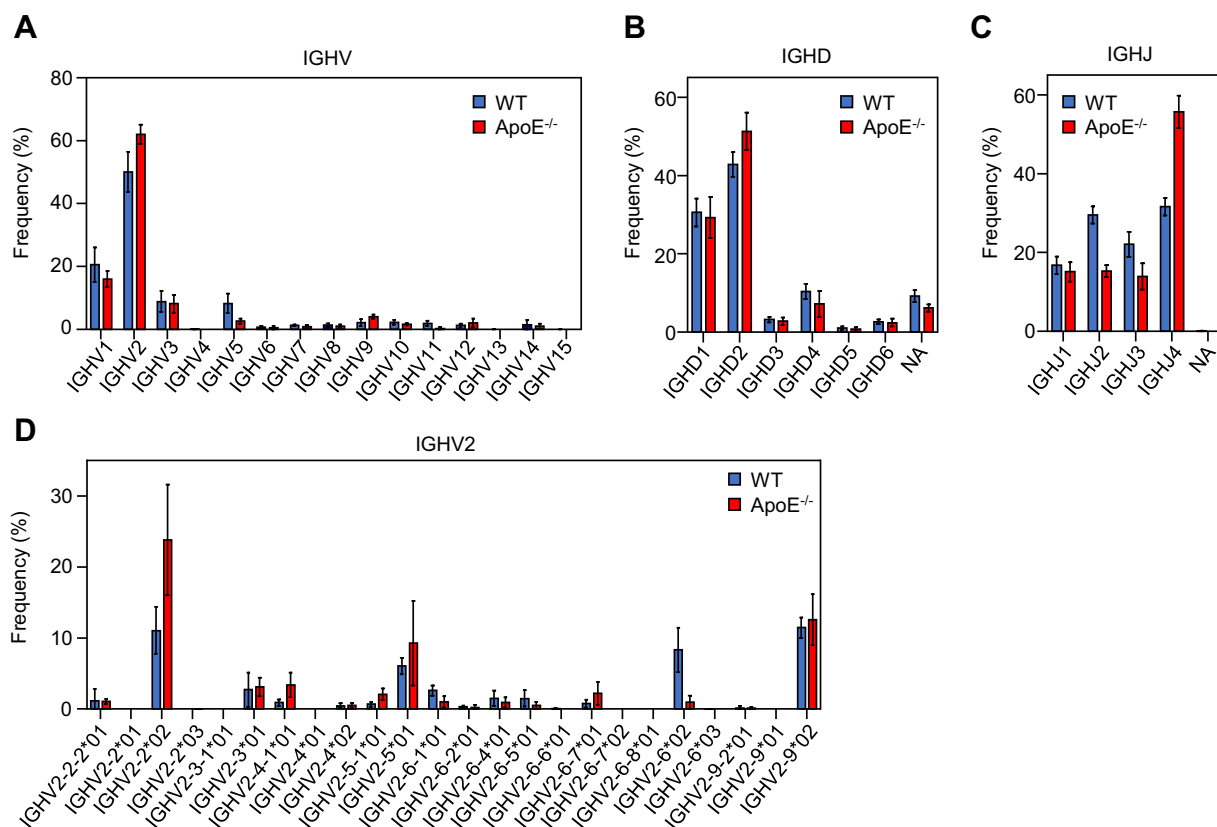 A
IGHV
Frequency (%)
80
60
40
20
0
WT
ApoE-/-
IGHV1
IGHV2
IGHV3
IGHV4
IGHV5
IGHV6
IGHV7
IGHV8
IGHV9
IGHV10
IGHV11
IGHV12
IGHV13
IGHV14
IGHV15
B
IGHD
Frequency (%)
60
40
20
0
WT
ApoE-/-
IGHD1
IGHD2
IGHD3
IGHD4
IGHD5
IGHD6
NA
C
IGHJ
Frequency (%)
60
40
20
0
WT
ApoE-/-
IGHJ1
IGHJ2
IGHJ3
IGHJ4
NA
D
IGHV2
Frequency (%)
30
20
10
0
WT
ApoE-/-
IGHV2-2-2*01
IGHV2-2*01
IGHV2-2*02
IGHV2-2*03
IGHV2-3-1*01
IGHV2-3*01
IGHV2-4-1*01
IGHV2-4*01
IGHV2-4*02
IGHV2-5-1*01
IGHV2-5*01
IGHV2-6-1*01
IGHV2-6-2*01
IGHV2-6-4*01
IGHV2-6-5*01
IGHV2-6-6*01
IGHV2-6-7*01
IGHV2-6-7*02
IGHV2-6-8*01
IGHV2-6*02
IGHV2-6*03
IGHV2-9-2*01
IGHV2-9*01
IGHV2-9*02